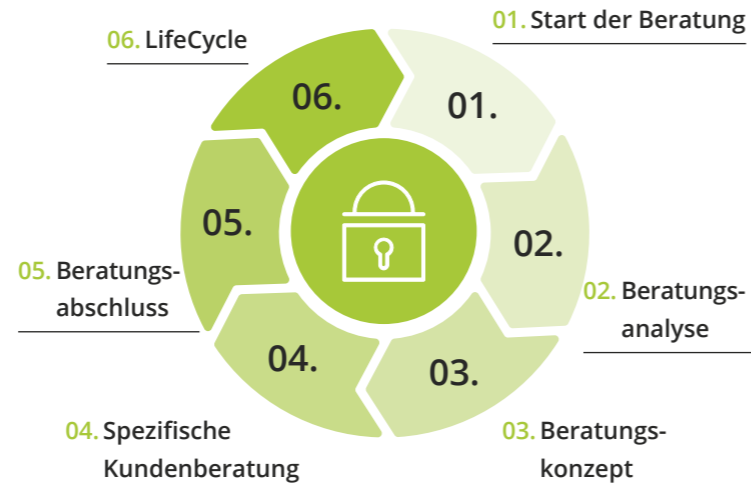 01. Start der Beratung
02. Beratungs-
analyse
03. Beratungs-
konzept
04. Spezifische
Kundenberatung
05. Beratungs-
abschluss
06. LifeCycle
01.
02.
03.
04.
05.
06.